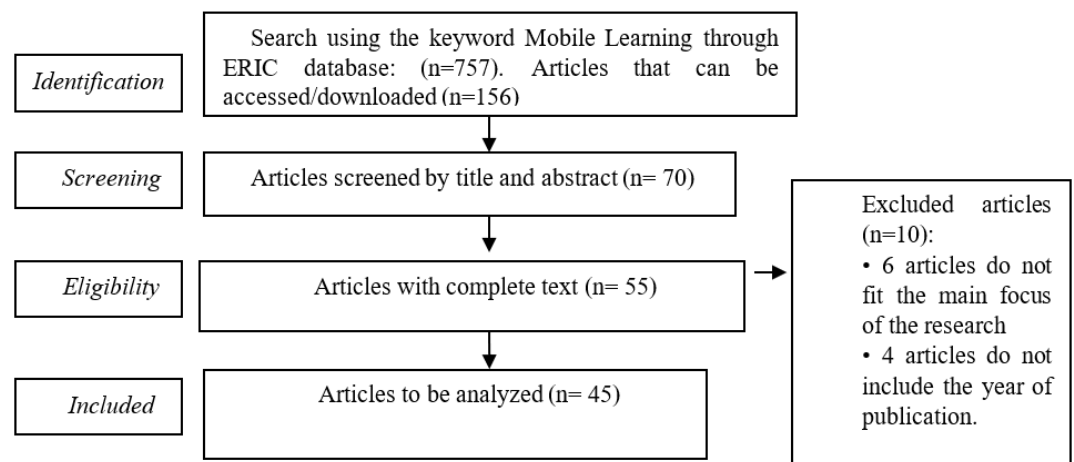 Identification
Search using the keyword Mobile Learning through
ERIC database: (n=757). Articles that can be
accessed/downloaded (n=156)
Screening
Articles screened by title and abstract (n= 70)
Eligibility
Articles with complete text (n= 55)
Excluded articles
(n=10):
• 6 articles do not
fit the main focus
of the research
• 4 articles do not
include the year of
publication.
Included
Articles to be analyzed (n= 45)